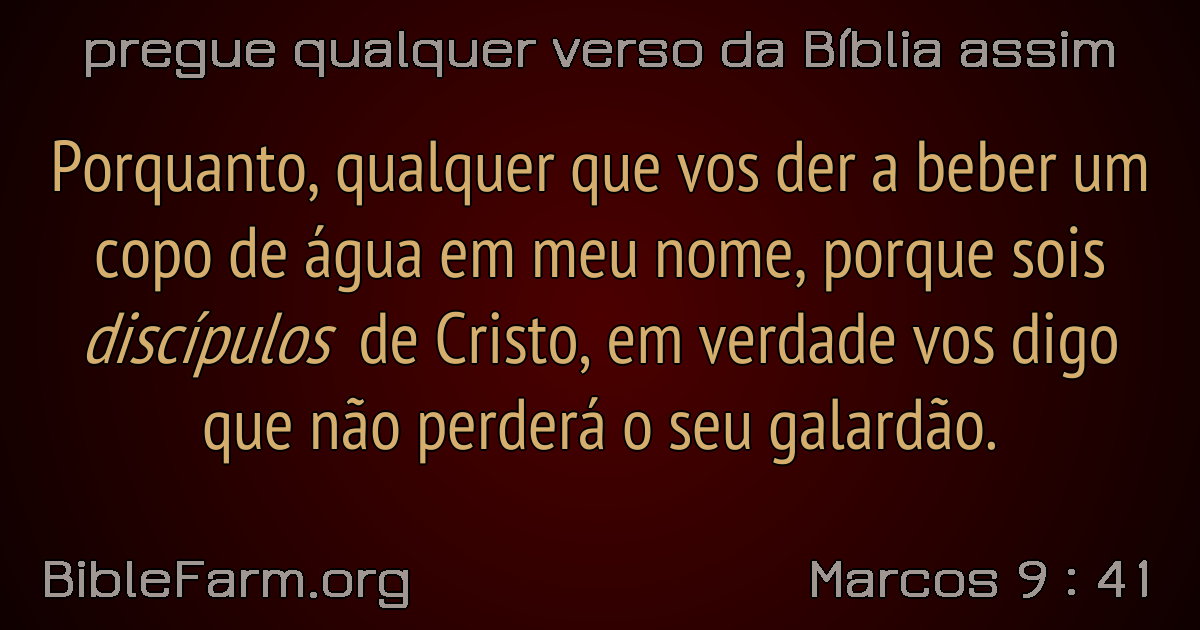 pregue qualquer verso da Bíblia assim
Porquanto, qualquer que vos der a beber um
copo de água em meu nome, porque sois
discípulos de Cristo, em verdade vos digo
que não perderá o seu galardão.
BibleFarm.org
Marcos 9 : 41